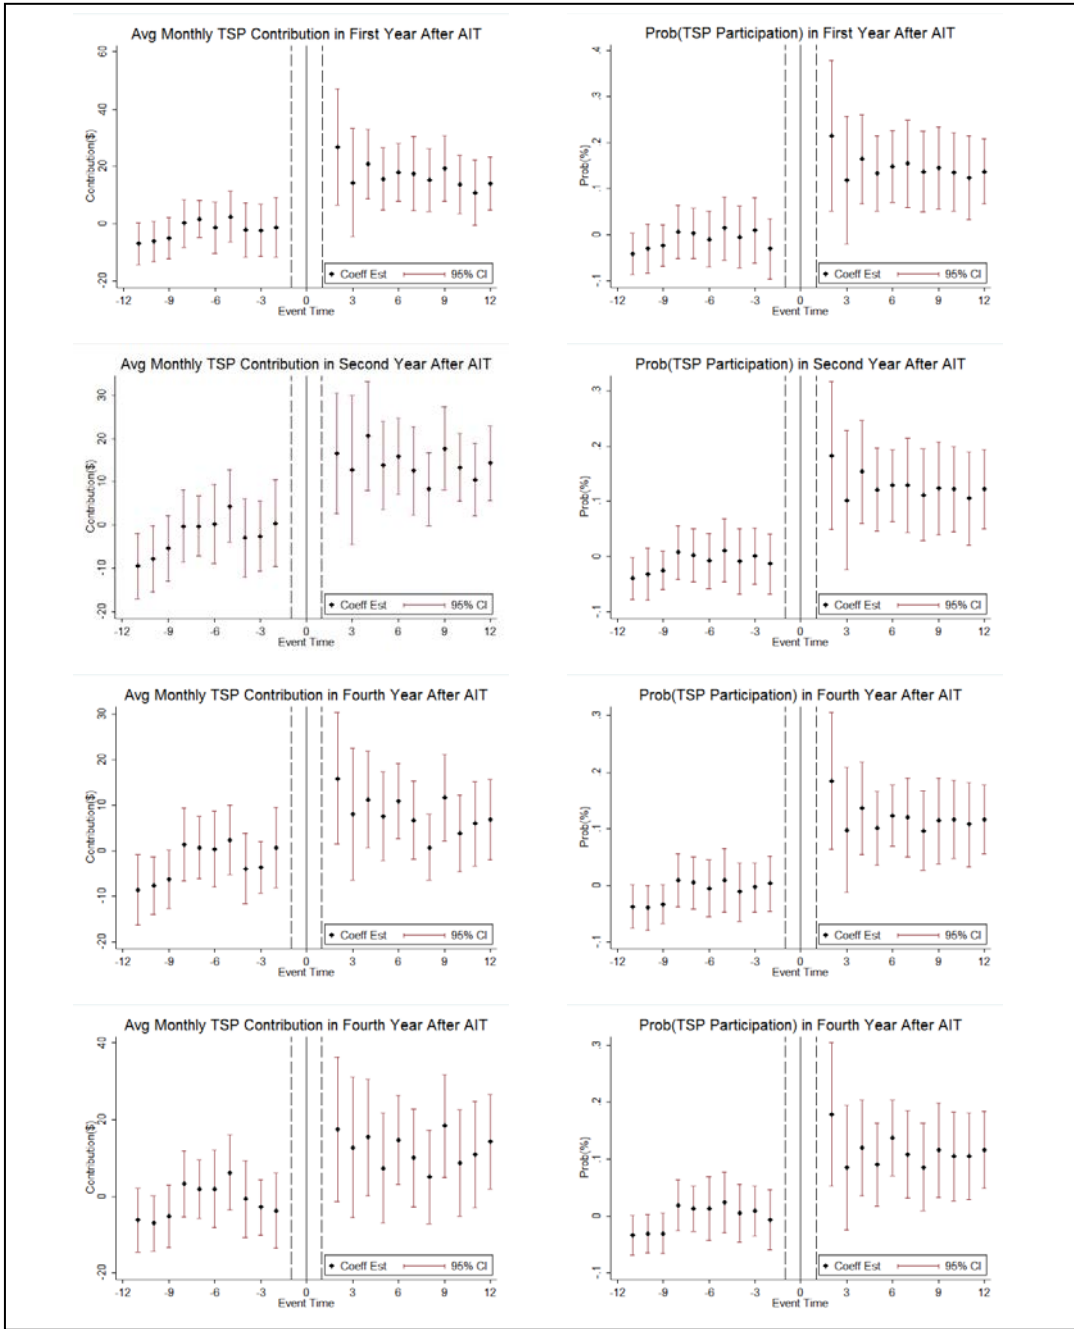 Avg Monthly TSP Contribution in First Year After AIT
Contribution($)
60
40
20
0
-20
-12 -9 -6 -3 0 3 6 9 12
Event Time
Coeff Est 95% CI
Prob(TSP Participation) in First Year After AIT
Prob(%)
.4
.3
.2
.1
0
-.1
-12 -9 -6 -3 0 3 6 9 12
Event Time
Coeff Est 95% CI
Avg Monthly TSP Contribution in Second Year After AIT
Contribution($)
30
20
10
0
-10
-20
-12 -9 -6 -3 0 3 6 9 12
Event Time
Coeff Est 95% CI
Prob(TSP Participation) in Second Year After AIT
Prob(%)
.3
.2
.1
0
-.1
-12 -9 -6 -3 0 3 6 9 12
Event Time
Coeff Est 95% CI
Avg Monthly TSP Contribution in Fourth Year After AIT
Contribution($)
30
20
10
0
-10
-20
-12 -9 -6 -3 0 3 6 9 12
Event Time
Coeff Est 95% CI
Prob(TSP Participation) in Fourth Year After AIT
Prob(%)
.3
.2
.1
0
-.1
-12 -9 -6 -3 0 3 6 9 12
Event Time
Coeff Est 95% CI
Avg Monthly TSP Contribution in Fourth Year After AIT
Contribution($)
40
20
0
-20
-12 -9 -6 -3 0 3 6 9 12
Event Time
Coeff Est 95% CI
Prob(TSP Participation) in Fourth Year After AIT
Prob(%)
.3
.2
.1
0
-.1
-12 -9 -6 -3 0 3 6 9 12
Event Time
Coeff Est 95% CI